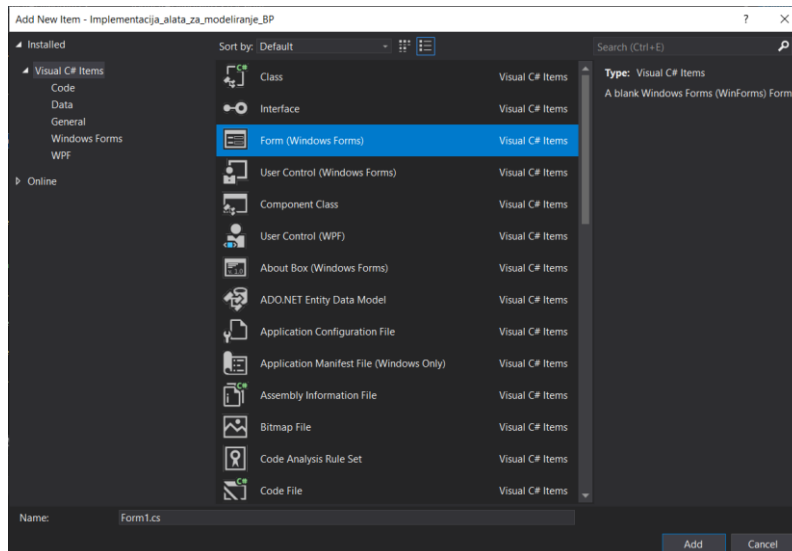 Add New Item - Implementacija_alata_za_modeliranje_BP
? 
Installed
Sort by: Default
Search (Ctrl+E)
Visual C# Items
Code
Data
General
Windows Forms
WPF
Online
Class Visual C# Items
Interface Visual C# Items
Form (Windows Forms) Visual C# Items
User Control (Windows Forms) Visual C# Items
Component Class Visual C# Items
User Control (WPF) Visual C# Items
About Box (Windows Forms) Visual C# Items
ADO.NET Entity Data Model Visual C# Items
Application Configuration File Visual C# Items
Application Manifest File (Windows Only) Visual C# Items
Assembly Information File Visual C# Items
Bitmap File Visual C# Items
Code Analysis Rule Set Visual C# Items
Code File Visual C# Items
Type: Visual C# Items
A blank Windows Forms (WinForms) Form
Name: Form1.cs
Add Cancel